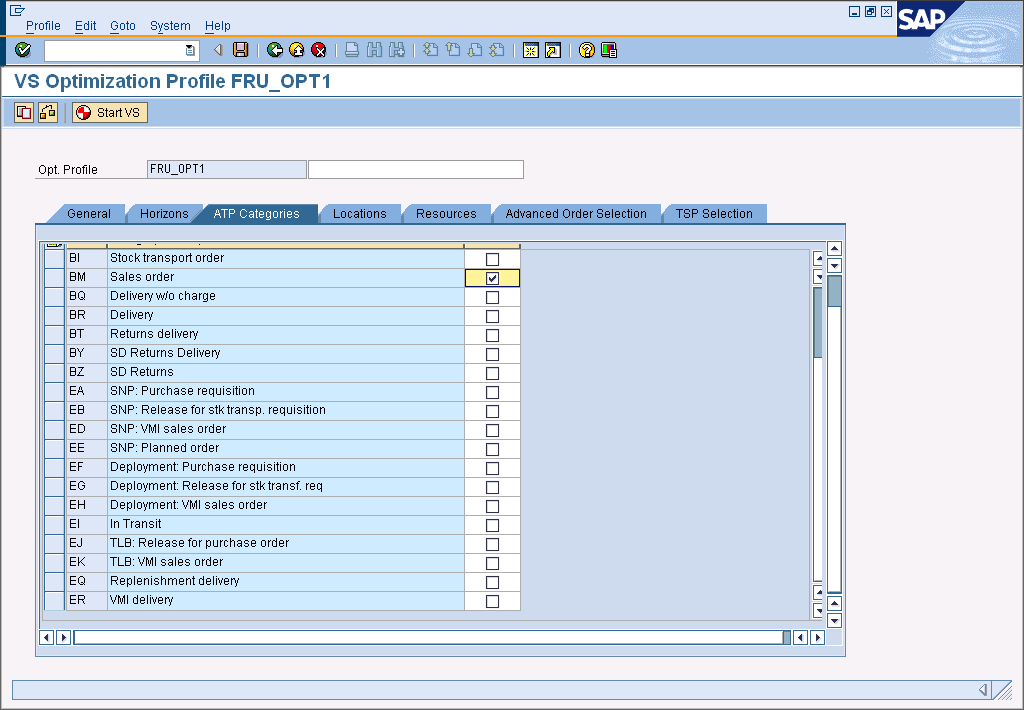 Profile Edit Goto System Help
SAP
VS Optimization Profile FRU_OPT1
Start VS
Opt. Profile FRU_OPT1
General Horizons ATP Categories Locations Resources Advanced Order Selection TSP Selection
BI Stock transport order
BM Sales order
BQ Delivery w/o charge
BR Delivery
BT Returns delivery
BY SD Returns Delivery
BZ SD Returns
EA SNP: Purchase requisition
EB SNP: Release for stk transp. requisition
ED SNP: VMI sales order
EE SNP: Planned order
EF Deployment: Purchase requisition
EG Deployment: Release for stk transf. req
EH Deployment: VMI sales order
EI In Transit
EJ TLB: Release for purchase order
EK TLB: VMI sales order
EQ Replenishment delivery
ER VMI delivery